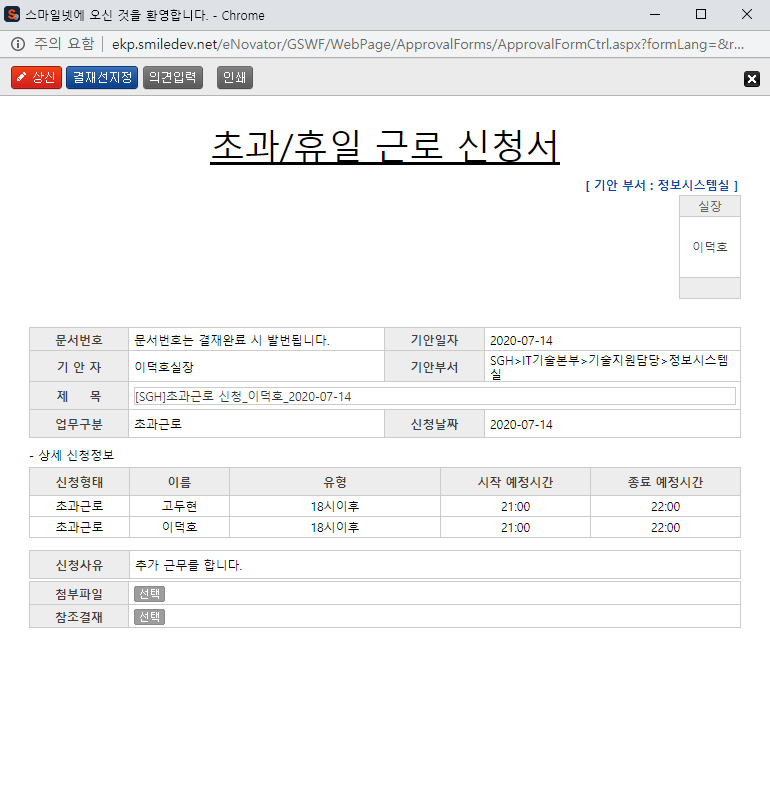 스마일넷에 오신 것을 환영합니다. - Chrome
주의 요함 | ekp.smiledev.net/eNovator/GSWF/WebPage/ApprovalForms/ApprovalFormCtrl.aspx?formLang=&r...
상신 결재선지정 의견입력 인쇄
초과/휴일 근로 신청서
[ 기안 부서 : 정보시스템실 ]
실장
이덕호
문서번호 문서번호는 결재완료 시 발번됩니다. 기안일자 2020-07-14
기 안 자 이덕호실장 기안부서 SGH>IT기술본부>기술지원담당>정보시스템
실
제 목 [SGH]초과근로 신청_이덕호_2020-07-14
업무구분 초과근로 신청날짜 2020-07-14
- 상세 신청정보
신청형태 이름 유형 시작 예정시간 종료 예정시간
초과근로 고두현 18시이후 21:00 22:00
초과근로 이덕호 18시이후 21:00 22:00
신청사유 추가 근무를 합니다.
첨부파일 선택
참조결재 선택